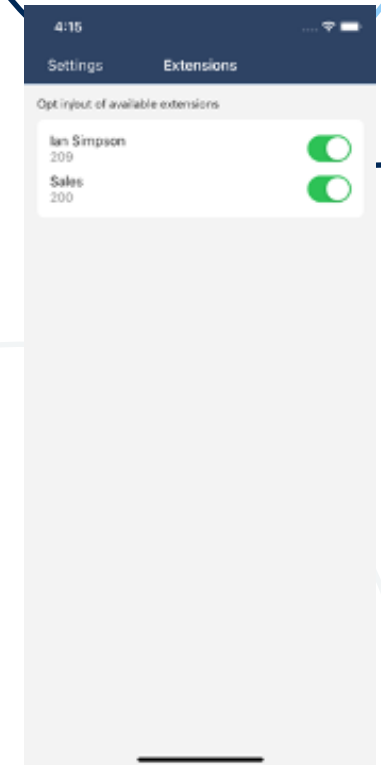 4:15
Settings Extensions
Opt in/out of available extensions
Ian Simpson
209
Sales
200